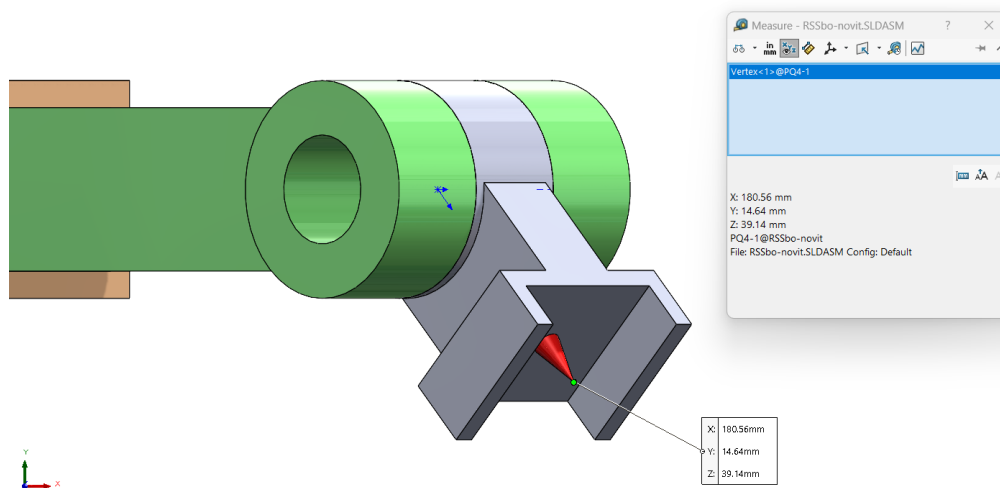 Measure - RSSbo-novit.SLDASM ? ×
in
mm
Vertex<1>@PQ4-1
X: 180.56 mm
Y: 14.64 mm
Z: 39.14 mm
PQ4-1@RSSbo-novit
File: RSSbo-novit.SLDASM Config: Default
X: 180.56mm
Y: 14.64mm
Z: 39.14mm
Y
X